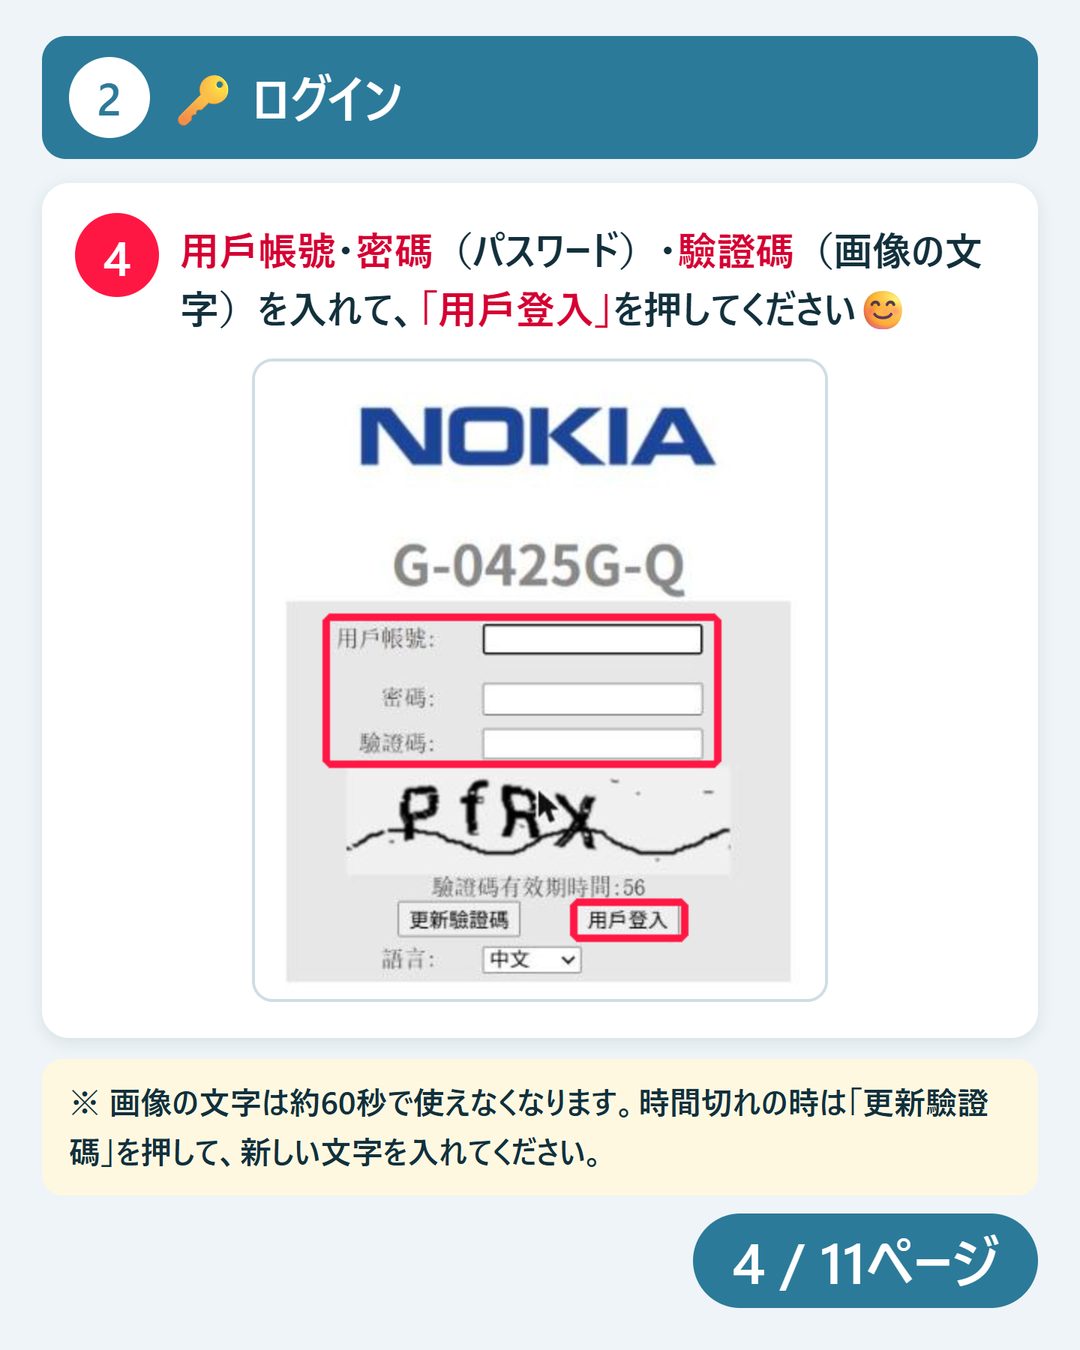 2 🔑 ログイン
4
用戶帳號・密碼（パスワード）・驗證碼（画像の文
字）を入れて、「用戶登入」を押してください😊
NOKIA
G-0425G-Q
用戶帳號:
密碼:
驗證碼:
PfRX
驗證碼有效期時間:56
更新驗證碼 用戶登入
語言: 中文
※ 画像の文字は約60秒で使えなくなります。時間切れの時は「更新驗證
碼」を押して、新しい文字を入れてください。
4 / 11ページ